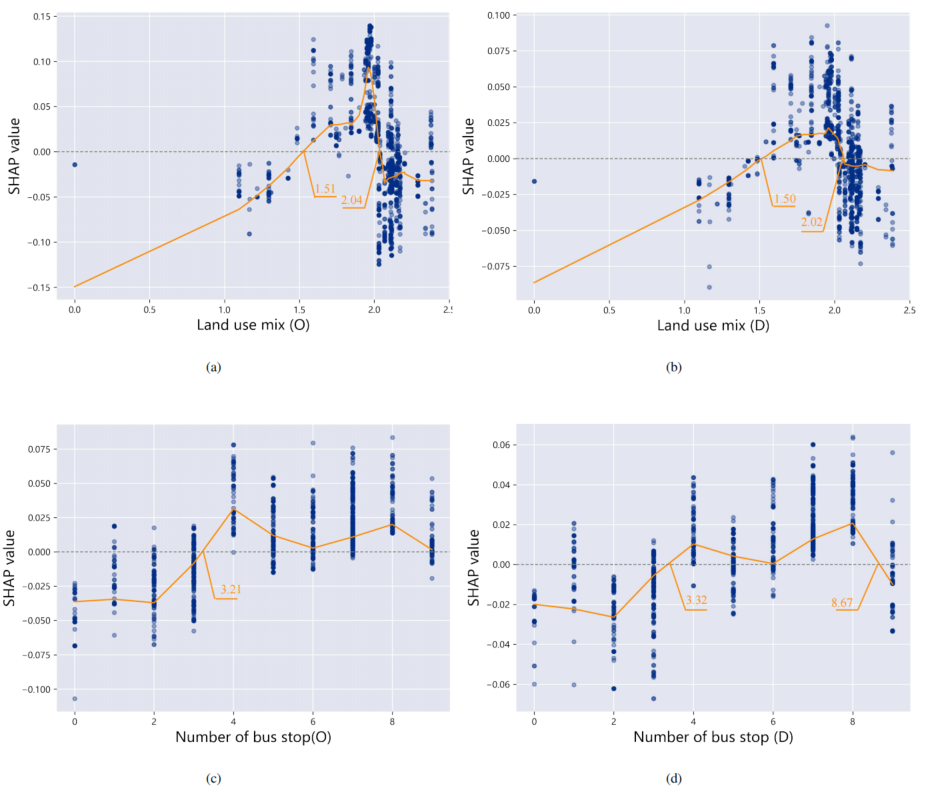 0.15
0.10
0.05
0.00
−0.05
−0.10
−0.15
SHAP value
1.51
2.04
0.0 0.5 1.0 1.5 2.0
Land use mix (O)
(a)
0.100
0.075
0.050
0.025
0.000
−0.025
−0.050
−0.075
SHAP value
1.50
2.02
0.0 0.5 1.0 1.5 2.0 2.5
Land use mix (D)
(b)
0.075
0.050
0.025
0.000
−0.025
−0.050
−0.075
−0.100
SHAP value
3.21
0 2 4 6 8
Number of bus stop(O)
(c)
0.06
0.04
0.02
0.00
−0.02
−0.04
−0.06
SHAP value
3.32
8.67
0 2 4 6 8
Number of bus stop (D)
(d)